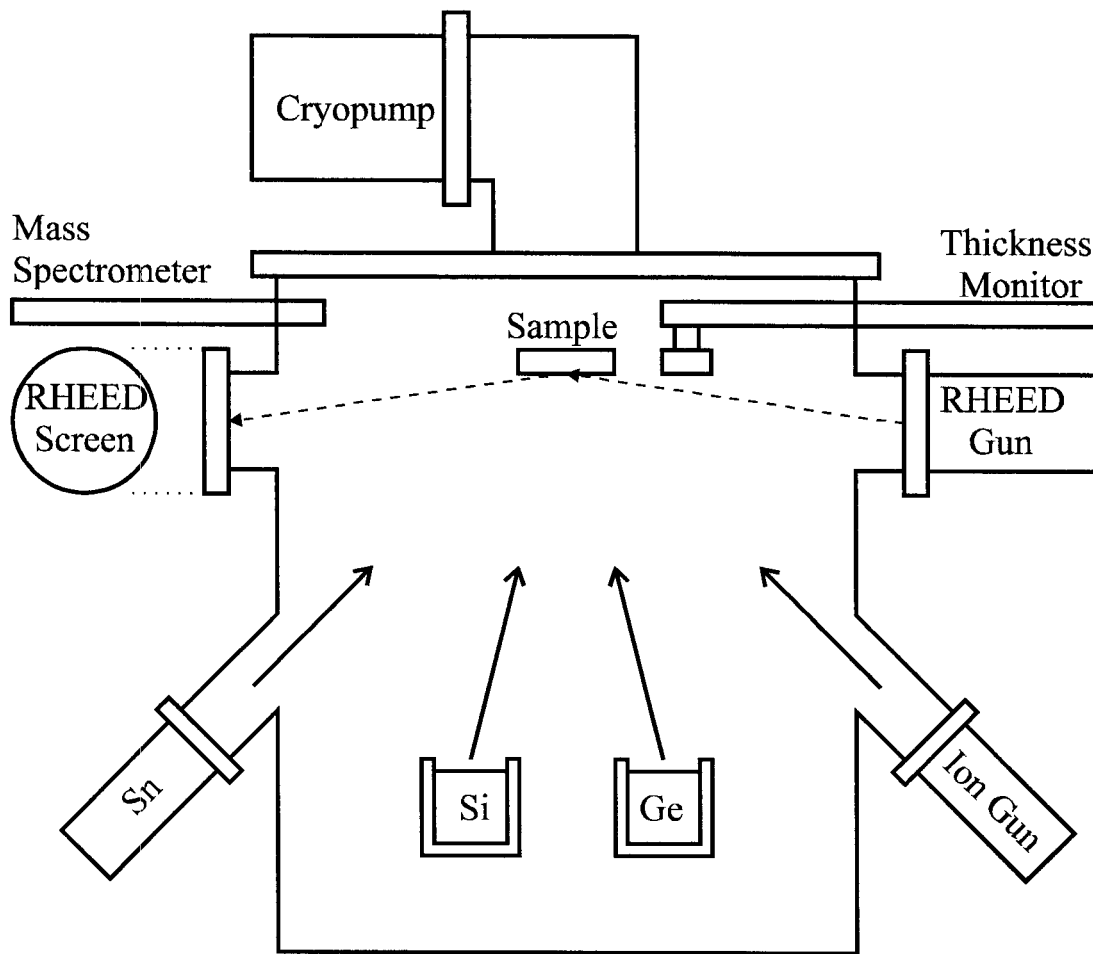 Cryopump
Mass
Spectrometer
Thickness
Monitor
Sample
RHEED
Screen
RHEED
Gun
Sn
Si
Ge
Ion Gun